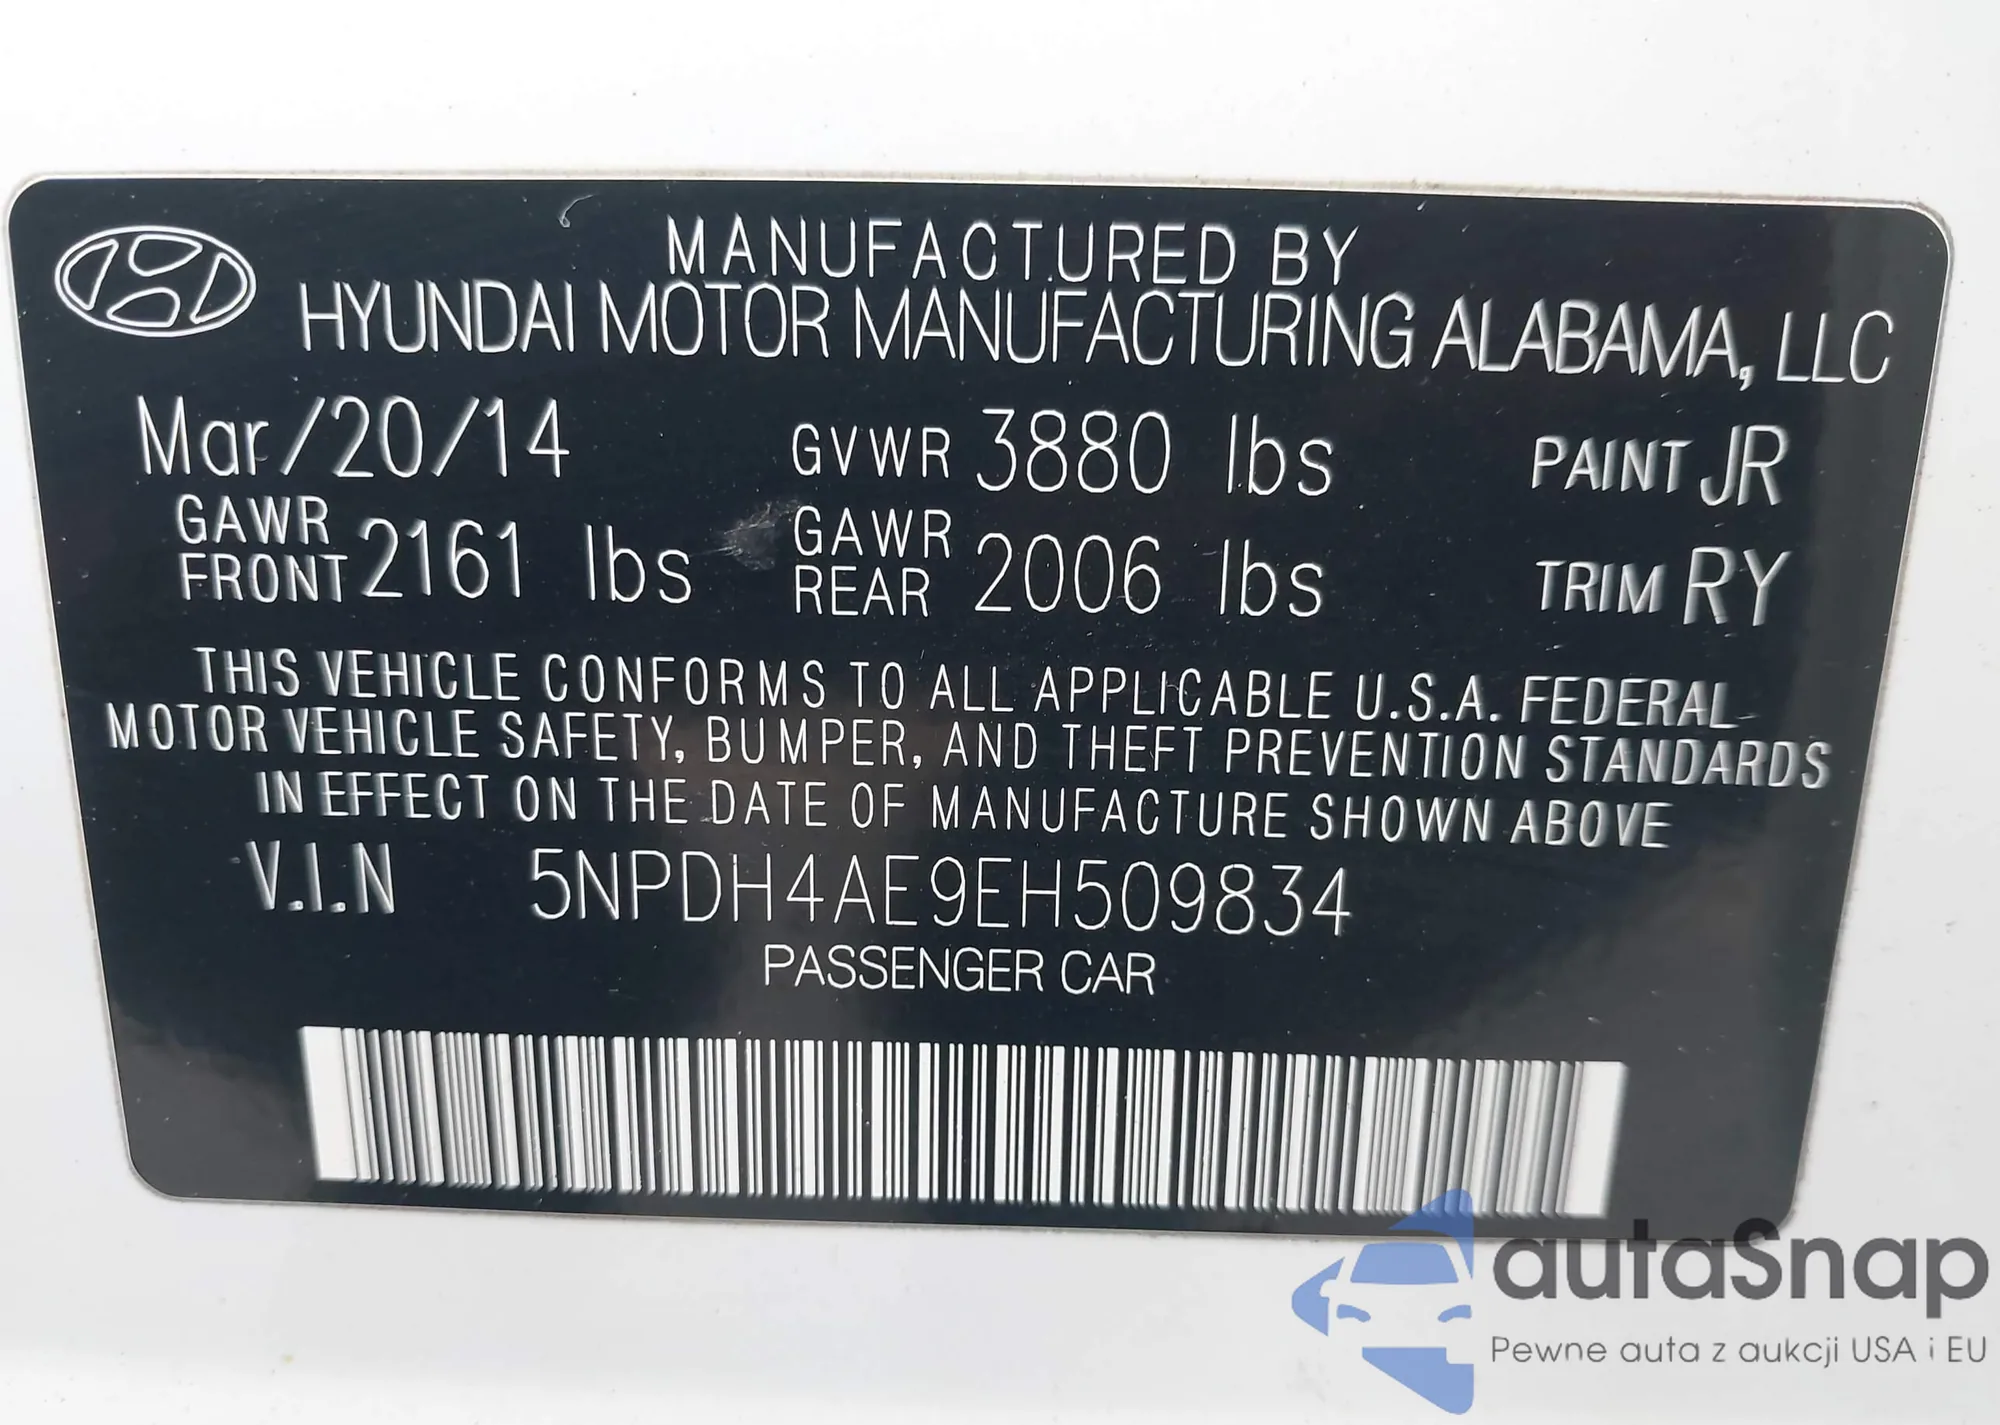 MANUFACTURED BY
HYUNDAI MOTOR MANUFACTURING ALABAMA, LLC
Mar/20/14 GVWR 3880 lbs PAINT JR
GAWR FRONT 2161 lbs GAWR REAR 2006 lbs TRIM RY
THIS VEHICLE CONFORMS TO ALL APPLICABLE U.S.A. FEDERAL
MOTOR VEHICLE SAFETY, BUMPER, AND THEFT PREVENTION STANDARDS
IN EFFECT ON THE DATE OF MANUFACTURE SHOWN ABOVE
V.I.N 5NPDH4AE9EH509834
PASSENGER CAR
autaSnap
Pewne auta z aukcji USA i EU